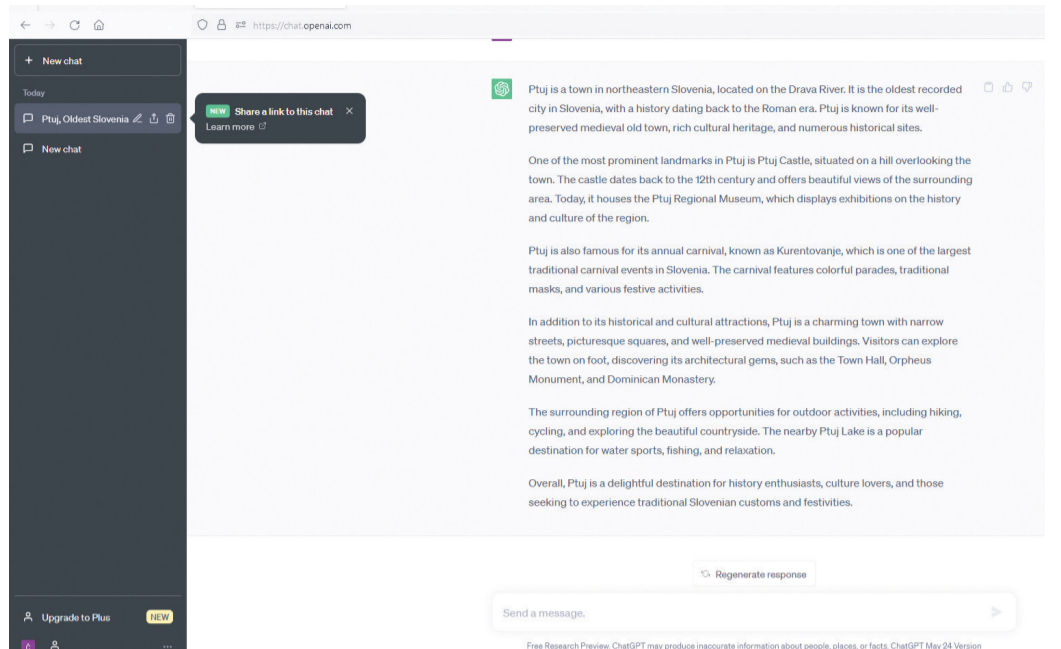 https://chat.openai.com
+ New chat
Today
Ptuj, Oldest Slovenia
New chat
NEW Share a link to this chat
Learn more
Ptuj is a town in northeastern Slovenia, located on the Drava River. It is the oldest recorded
city in Slovenia, with a history dating back to the Roman era. Ptuj is known for its well-
preserved medieval old town, rich cultural heritage, and numerous historical sites.
One of the most prominent landmarks in Ptuj is Ptuj Castle, situated on a hill overlooking the
town. The castle dates back to the 12th century and offers beautiful views of the surrounding
area. Today, it houses the Ptuj Regional Museum, which displays exhibitions on the history
and culture of the region.
Ptuj is also famous for its annual carnival, known as Kurentovanje, which is one of the largest
traditional carnival events in Slovenia. The carnival features colorful parades, traditional
masks, and various festive activities.
In addition to its historical and cultural attractions, Ptuj is a charming town with narrow
streets, picturesque squares, and well-preserved medieval buildings. Visitors can explore
the town on foot, discovering its architectural gems, such as the Town Hall, Orpheus
Monument, and Dominican Monastery.
The surrounding region of Ptuj offers opportunities for outdoor activities, including hiking,
cycling, and exploring the beautiful countryside. The nearby Ptuj Lake is a popular
destination for water sports, fishing, and relaxation.
Overall, Ptuj is a delightful destination for history enthusiasts, culture lovers, and those
seeking to experience traditional Slovenian customs and festivities.
Regenerate response
Upgrade to Plus NEW
Send a message.
Free Research Preview. ChatGPT may produce inaccurate information about people, places, or facts. ChatGPT May 24 Version